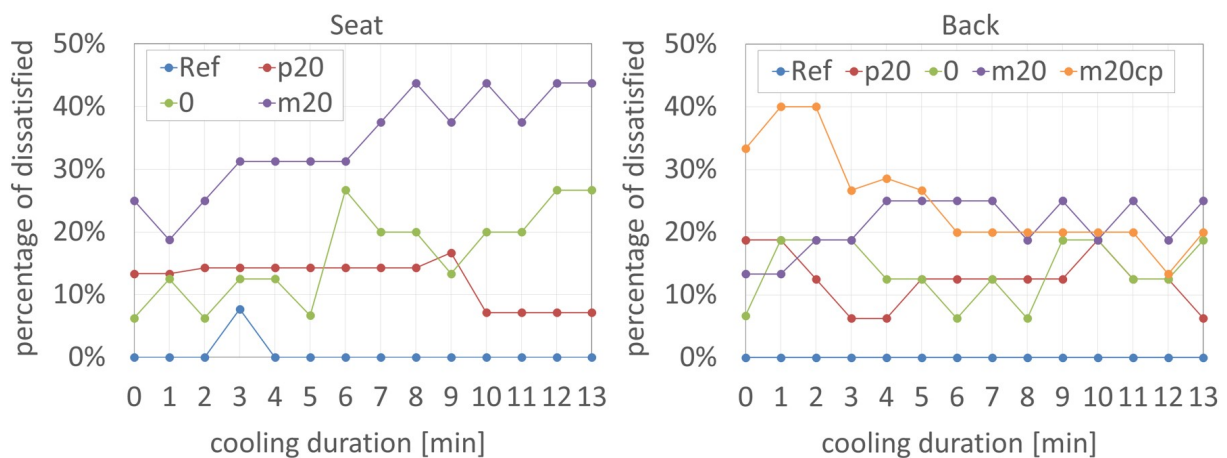 Seat
percentage of dissatisfied
50%
40%
30%
20%
10%
0%
Ref p20
0 m20
0 1 2 3 4 5 6 7 8 9 10 11 12 13
cooling duration [min]
Back
percentage of dissatisfied
50%
40%
30%
20%
10%
0%
Ref p20 0 m20 m20cp
0 1 2 3 4 5 6 7 8 9 10 11 12 13
cooling duration [min]